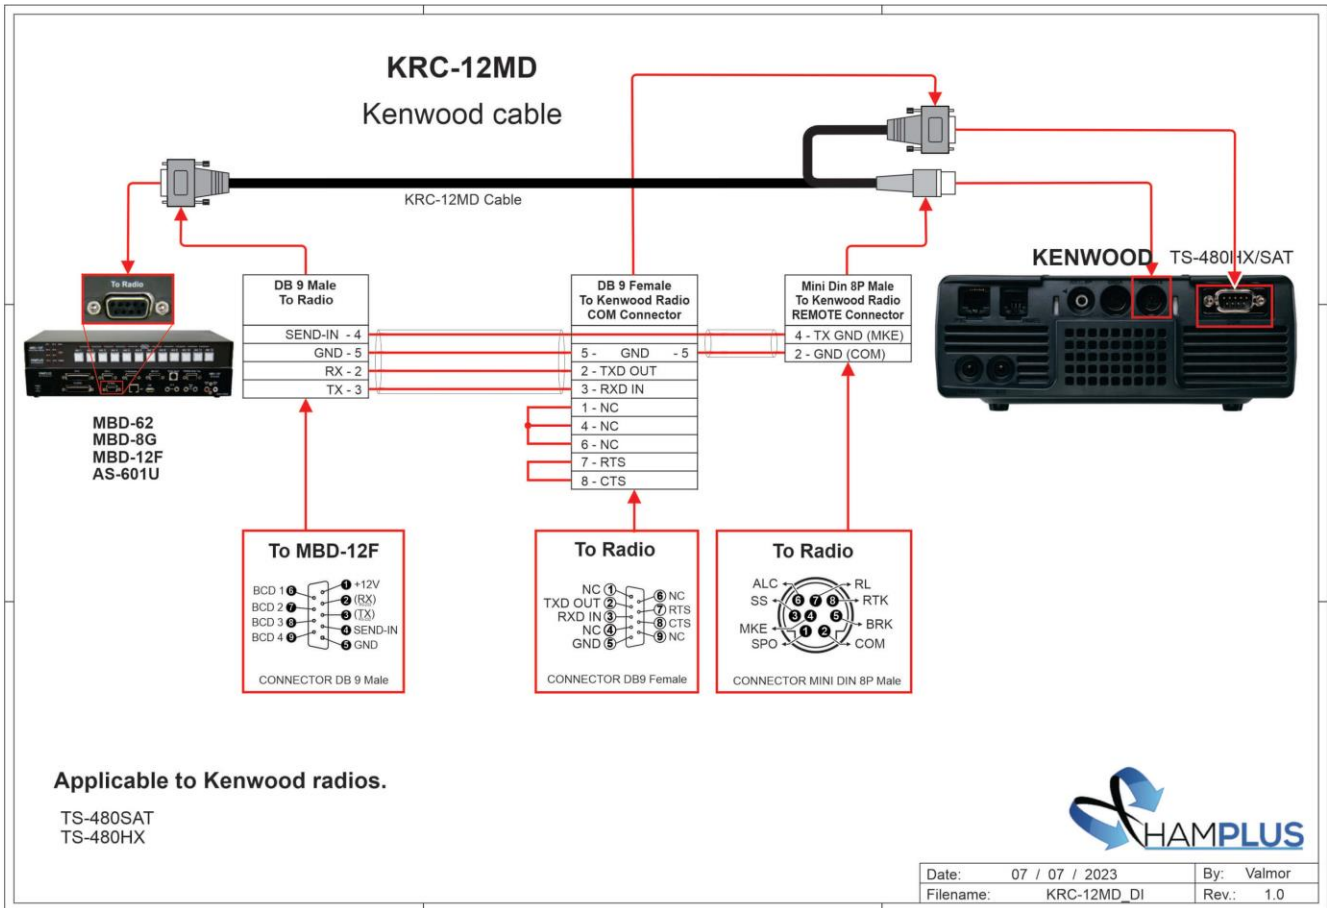 KRC-12MD
Kenwood cable
KRC-12MD Cable
To Radio
MBD-62
MBD-8G
MBD-12F
AS-601U
DB 9 Male
To Radio
SEND-IN - 4
GND - 5
RX - 2
TX - 3
DB 9 Female
To Kenwood Radio
COM Connector
5 - GND - 5
2 - TXD OUT
3 - RXD IN
1 - NC
4 - NC
6 - NC
7 - RTS
8 - CTS
Mini Din 8P Male
To Kenwood Radio
REMOTE Connector
4 - TX GND (MKE)
2 - GND (COM)
KENWOOD TS-480HX/SAT
To MBD-12F
BCD 1 6
BCD 2 7
BCD 3 8
BCD 4 9
1 +12V
2 (RX)
3 (TX)
4 SEND-IN
5 GND
CONNECTOR DB 9 Male
To Radio
NC 1
TXD OUT 2
RXD IN 3
NC 4
GND 5
6 NC
7 RTS
8 CTS
9 NC
CONNECTOR DB9 Female
To Radio
ALC
SS
MKE
SPO
6 7 8
3 4 5
1 2
RL
RTK
BRK
COM
CONNECTOR MINI DIN 8P Male
Applicable to Kenwood radios.
TS-480SAT
TS-480HX
HAMPLUS
Date: 07 / 07 / 2023 By: Valmor
Filename: KRC-12MD_DI Rev.: 1.0